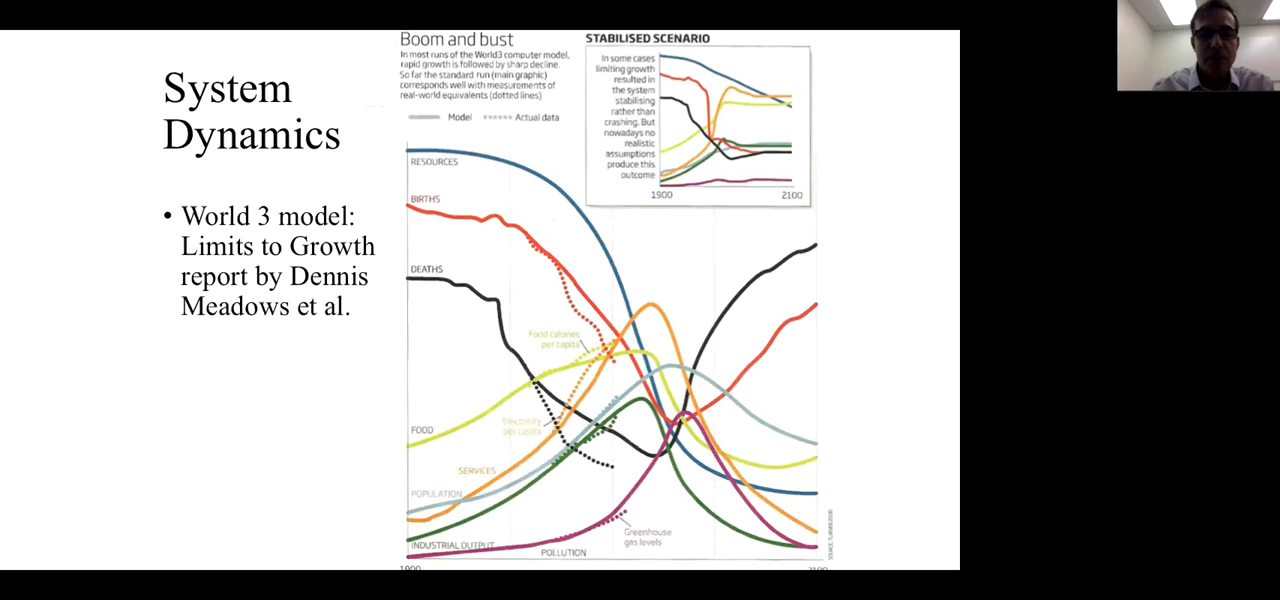 System
Dynamics
• World 3 model:
Limits to Growth
report by Dennis
Meadows et al.
Boom and bust
In most runs of the World3 computer model,
rapid growth is followed by sharp decline.
So far the standard run (main graphic)
corresponds well with measurements of
real-world equivalents (dotted lines)
Model
Actual data
STABILISED SCENARIO
In some cases
limiting growth
resulted in
the system
stabilising
rather than
crashing. But
nowadays no
realistic
assumptions
produce this
outcome
1900
2100
RESOURCES
BIRTHS
DEATHS
Food calories
per capita
Electricity
per capita
FOOD
SERVICES
POPULATION
Greenhouse
gas levels
INDUSTRIAL OUTPUT
POLLUTION
1900
2100